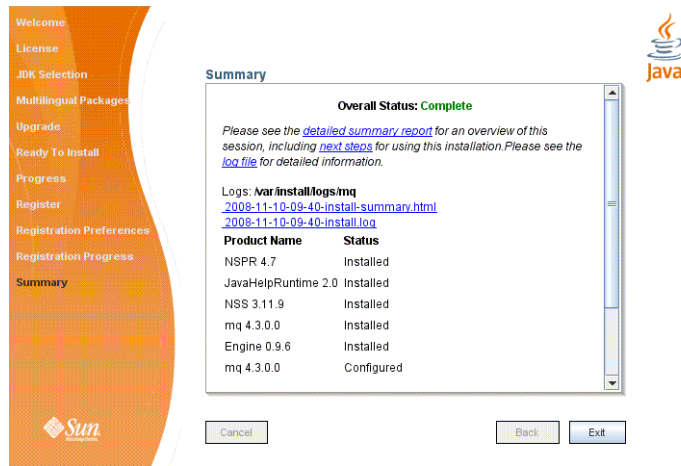 Welcome
License
JDK Selection
Multilingual Packages
Upgrade
Ready To Install
Progress
Register
Registration Preferences
Registration Progress
Summary
Sun
Java
Summary
Overall Status: Complete
Please see the detailed summary report for an overview of this
session, including next steps for using this installation.Please see the
log file for detailed information.
Logs: /var/install/logs/mq
2008-11-10-09-40-install-summary.html
2008-11-10-09-40-install.log
Product Name Status
NSPR 4.7 Installed
JavaHelpRuntime 2.0 Installed
NSS 3.11.9 Installed
mq 4.3.0.0 Installed
Engine 0.9.6 Installed
mq 4.3.0.0 Configured
Cancel Back Exit